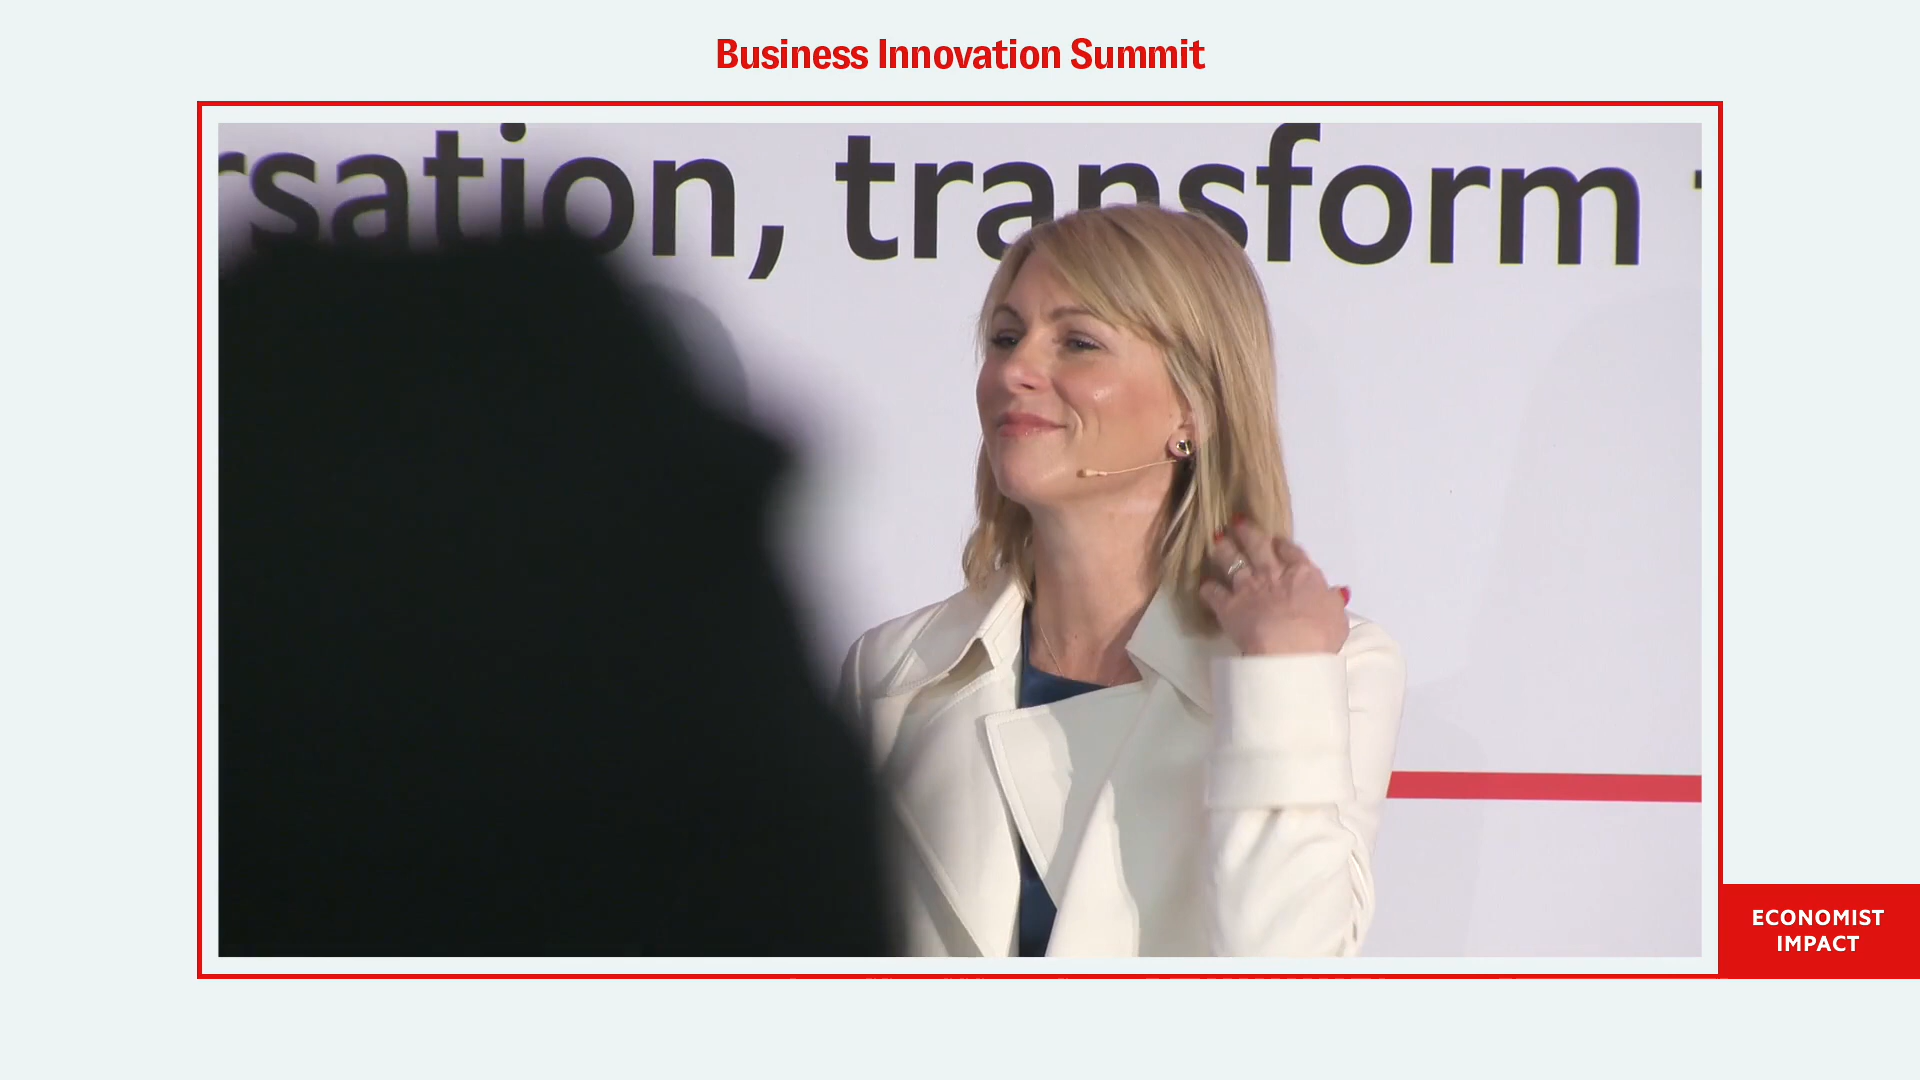 Business Innovation Summit
rsation, transform
ECONOMIST
IMPACT